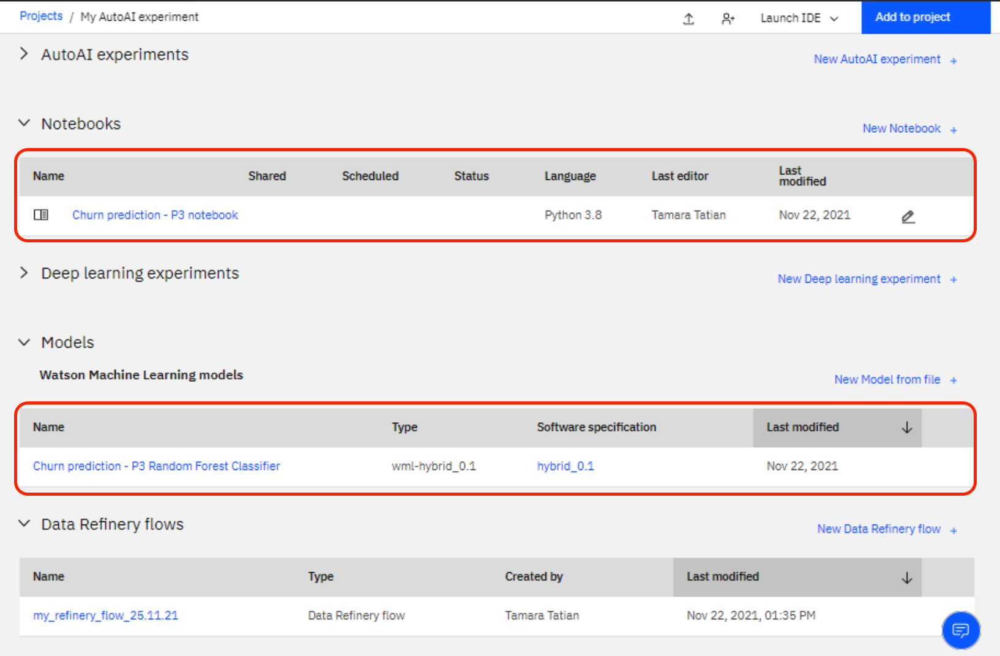 Projects / My AutoAI experiment
Launch IDE
Add to project
AutoAI experiments
New AutoAI experiment +
Notebooks
New Notebook +
Name Shared Scheduled Status Language Last editor Last modified
Churn prediction - P3 notebook Python 3.8 Tamara Tatian Nov 22, 2021
Deep learning experiments
New Deep learning experiment +
Models
Watson Machine Learning models
New Model from file +
Name Type Software specification Last modified
Churn prediction - P3 Random Forest Classifier wml-hybrid_0.1 hybrid_0.1 Nov 22, 2021
Data Refinery flows
New Data Refinery flow +
Name Type Created by Last modified
my_refinery_flow_25.11.21 Data Refinery flow Tamara Tatian Nov 22, 2021, 01:35 PM